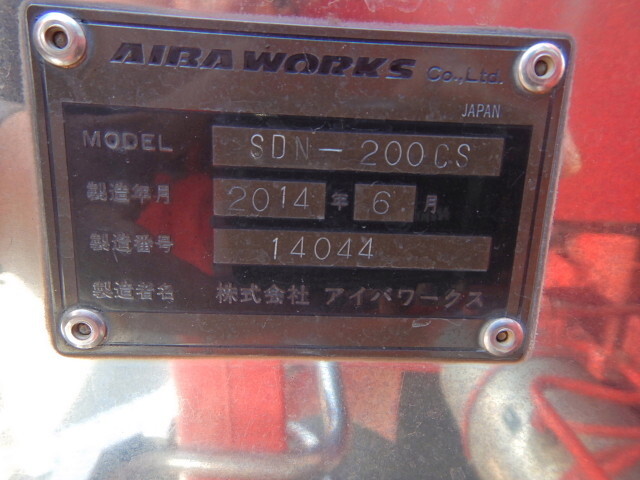 AIBA WORKS Co.,Ltd.
JAPAN
MODEL SDN-200CS
製造年月 2014 年 6 月
製造番号 14044
製造者名 株式会社 アイバワークス